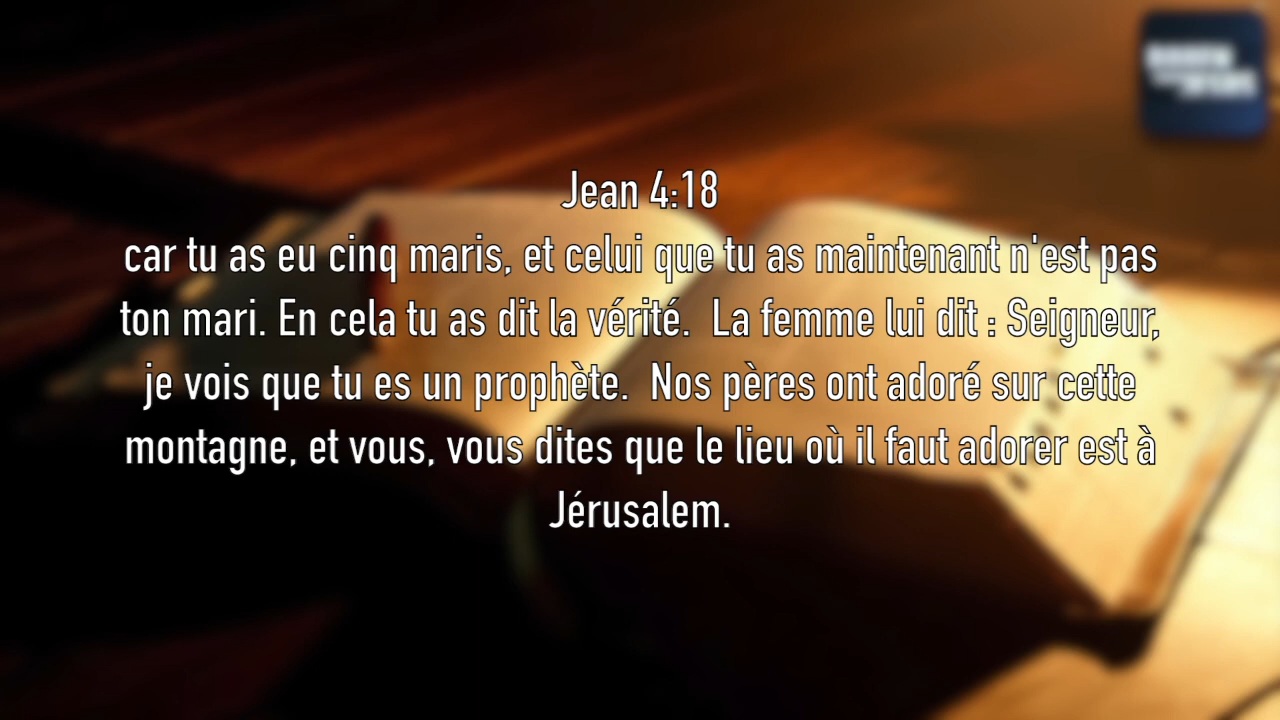 Jean 4:18
car tu as eu cinq maris, et celui que tu as maintenant n'est pas
ton mari. En cela tu as dit la vérité.  La femme lui dit : Seigneur,
je vois que tu es un prophète.  Nos pères ont adoré sur cette
montagne, et vous, vous dites que le lieu où il faut adorer est à
Jérusalem.